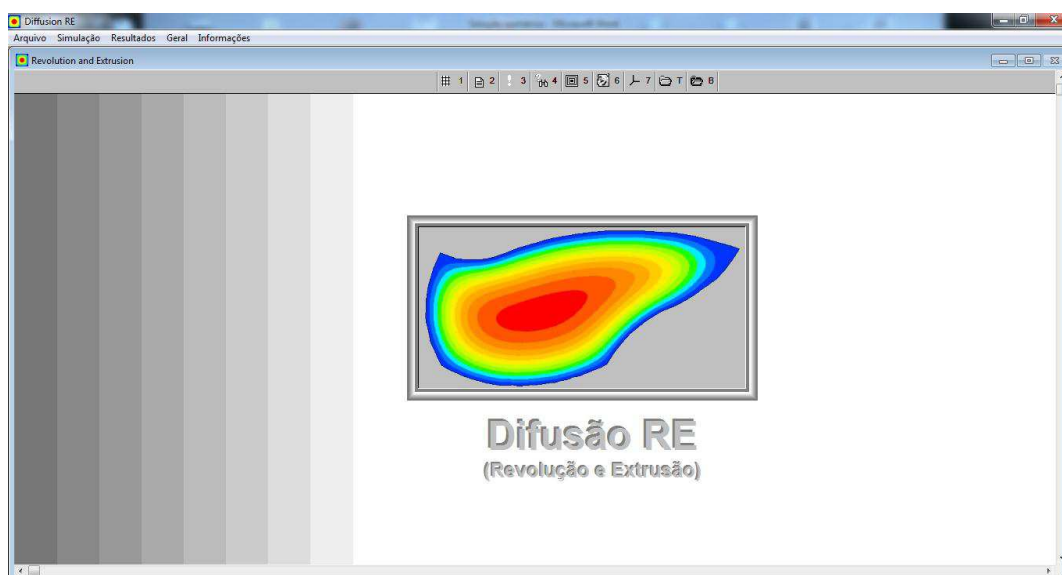 Diffusion RE
Arquivo Simulação Resultados Geral Informações
Revolution and Extrusion
1 2 3 4 5 6 7 T B
Difusão RE
(Revolução e Extrusão)